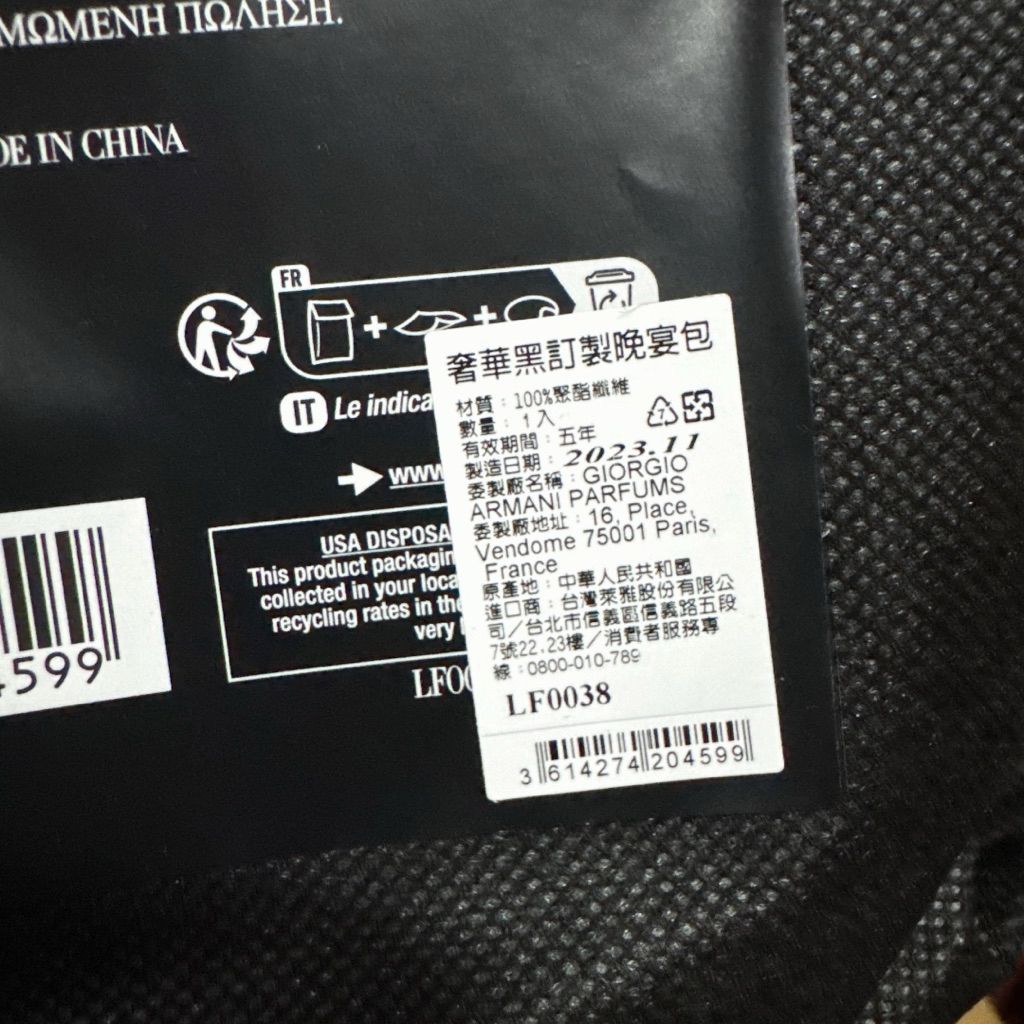 ΜΩΜΕΝΗ ΠΩΛΗΣΗ.
DE IN CHINA
FR
IT Le indica
www
USA DISPOSA
This product packagin
collected in your loca
recycling rates in the
very
LF00
4599
奢華黑訂製晚宴包
材質：100%聚酯纖維
數量：1入
有效期間：五年
製造日期：2023.11
委製廠名稱：GIORGIO
ARMANI PARFUMS
委製廠地址：16, Place,
Vendome 75001 Paris,
France
原產地：中華人民共和國
進口商：台灣萊雅股份有限公
司／台北市信義區信義路五段
7號22,23樓／消費者服務專
線：0800-010-789
LF0038
3 614274 204599
7